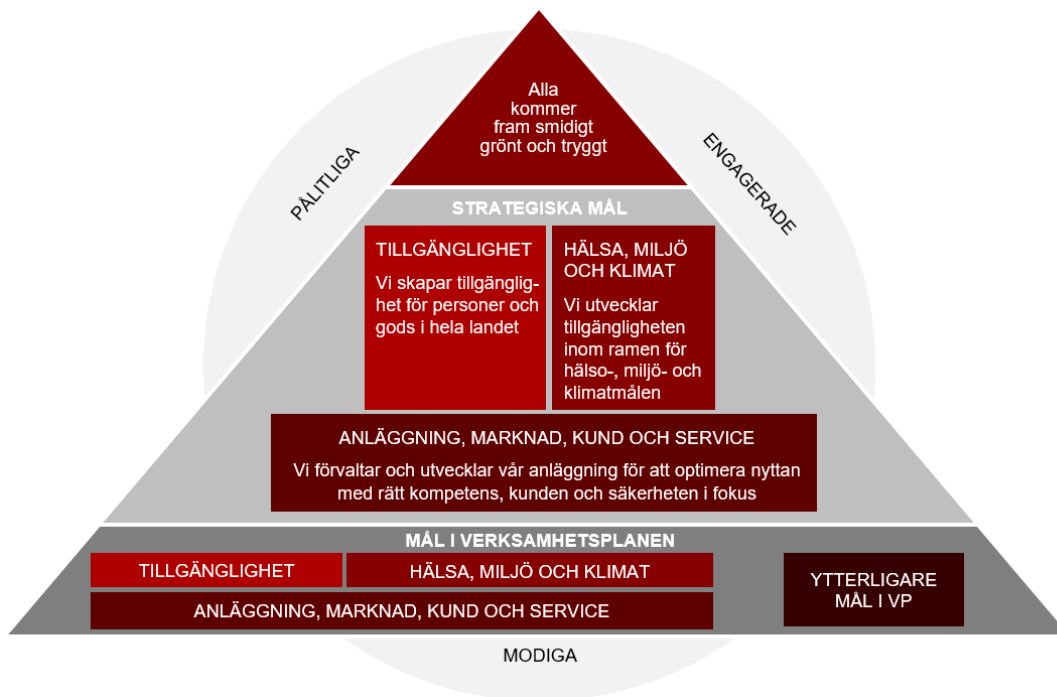 Alla
kommer
fram smidigt
grönt och tryggt
PÅLITLIGA
ENGAGERADE
STRATEGISKA MÅL
TILLGÄNGLIGHET
Vi skapar tillgänglig-
het för personer och
gods i hela landet
HÄLSA, MILJÖ
OCH KLIMAT
Vi utvecklar
tillgängligheten
inom ramen för
hälso-, miljö- och
klimatmålen
ANLÄGGNING, MARKNAD, KUND OCH SERVICE
Vi förvaltar och utvecklar vår anläggning för att optimera nyttan
med rätt kompetens, kunden och säkerheten i fokus
MÅL I VERKSAMHETSPLANEN
TILLGÄNGLIGHET
HÄLSA, MILJÖ OCH KLIMAT
ANLÄGGNING, MARKNAD, KUND OCH SERVICE
YTTERLIGARE
MÅL I VP
MODIGA